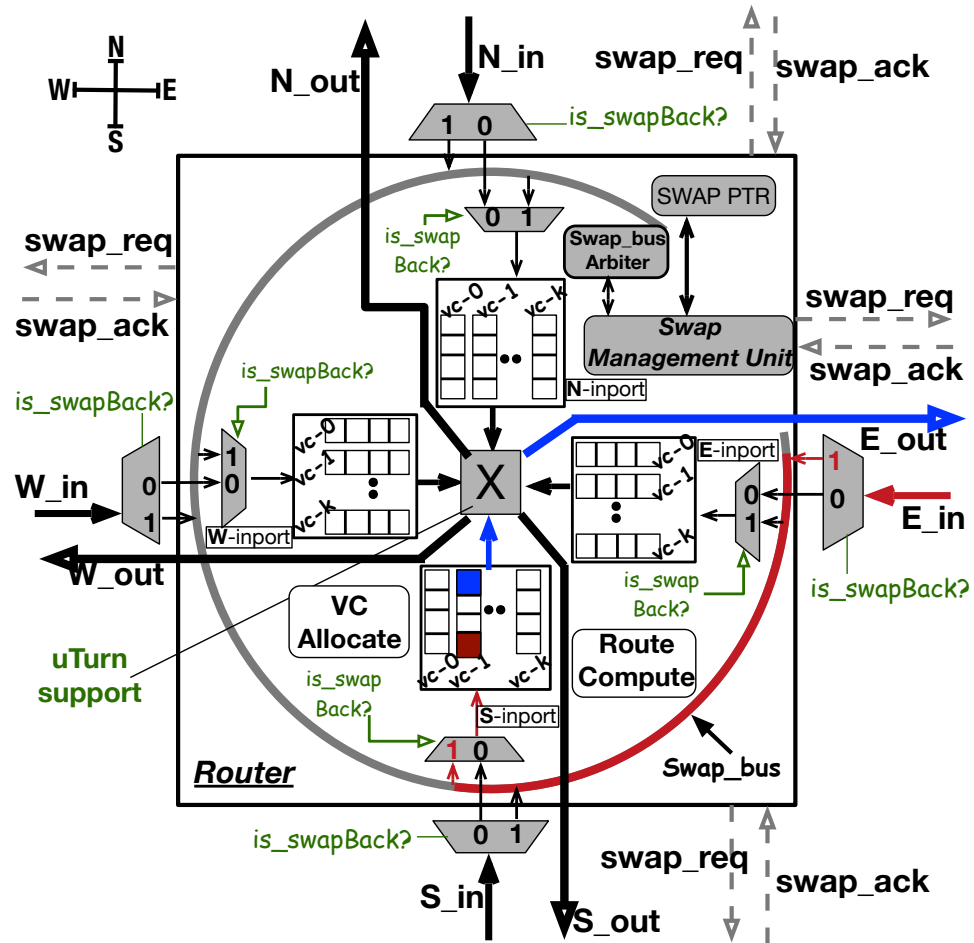 N_out
N_in
swap_req
swap_ack
N
W
E
S
1 0
is_swapBack?
SWAP PTR
0 1
is_swap
Back?
Swap_bus
Arbiter
swap_req
swap_ack
vc-0
vc-1
vc-k
Swap
Management Unit
swap_req
swap_ack
N-inport
is_swapBack?
is_swapBack?
E_out
W_in
0
1
1
0
vc-0
vc-1
vc-k
W-inport
X
E-inport
vc-0
vc-1
vc-k
0
1
1
0
E_in
W_out
is_swap
Back?
is_swapBack?
VC
Allocate
Route
Compute
uTurn
support
vc-0
vc-1
vc-k
is_swap
Back?
S-inport
1 0
Router
Swap_bus
is_swapBack?
0 1
swap_req
swap_ack
S_in
S_out